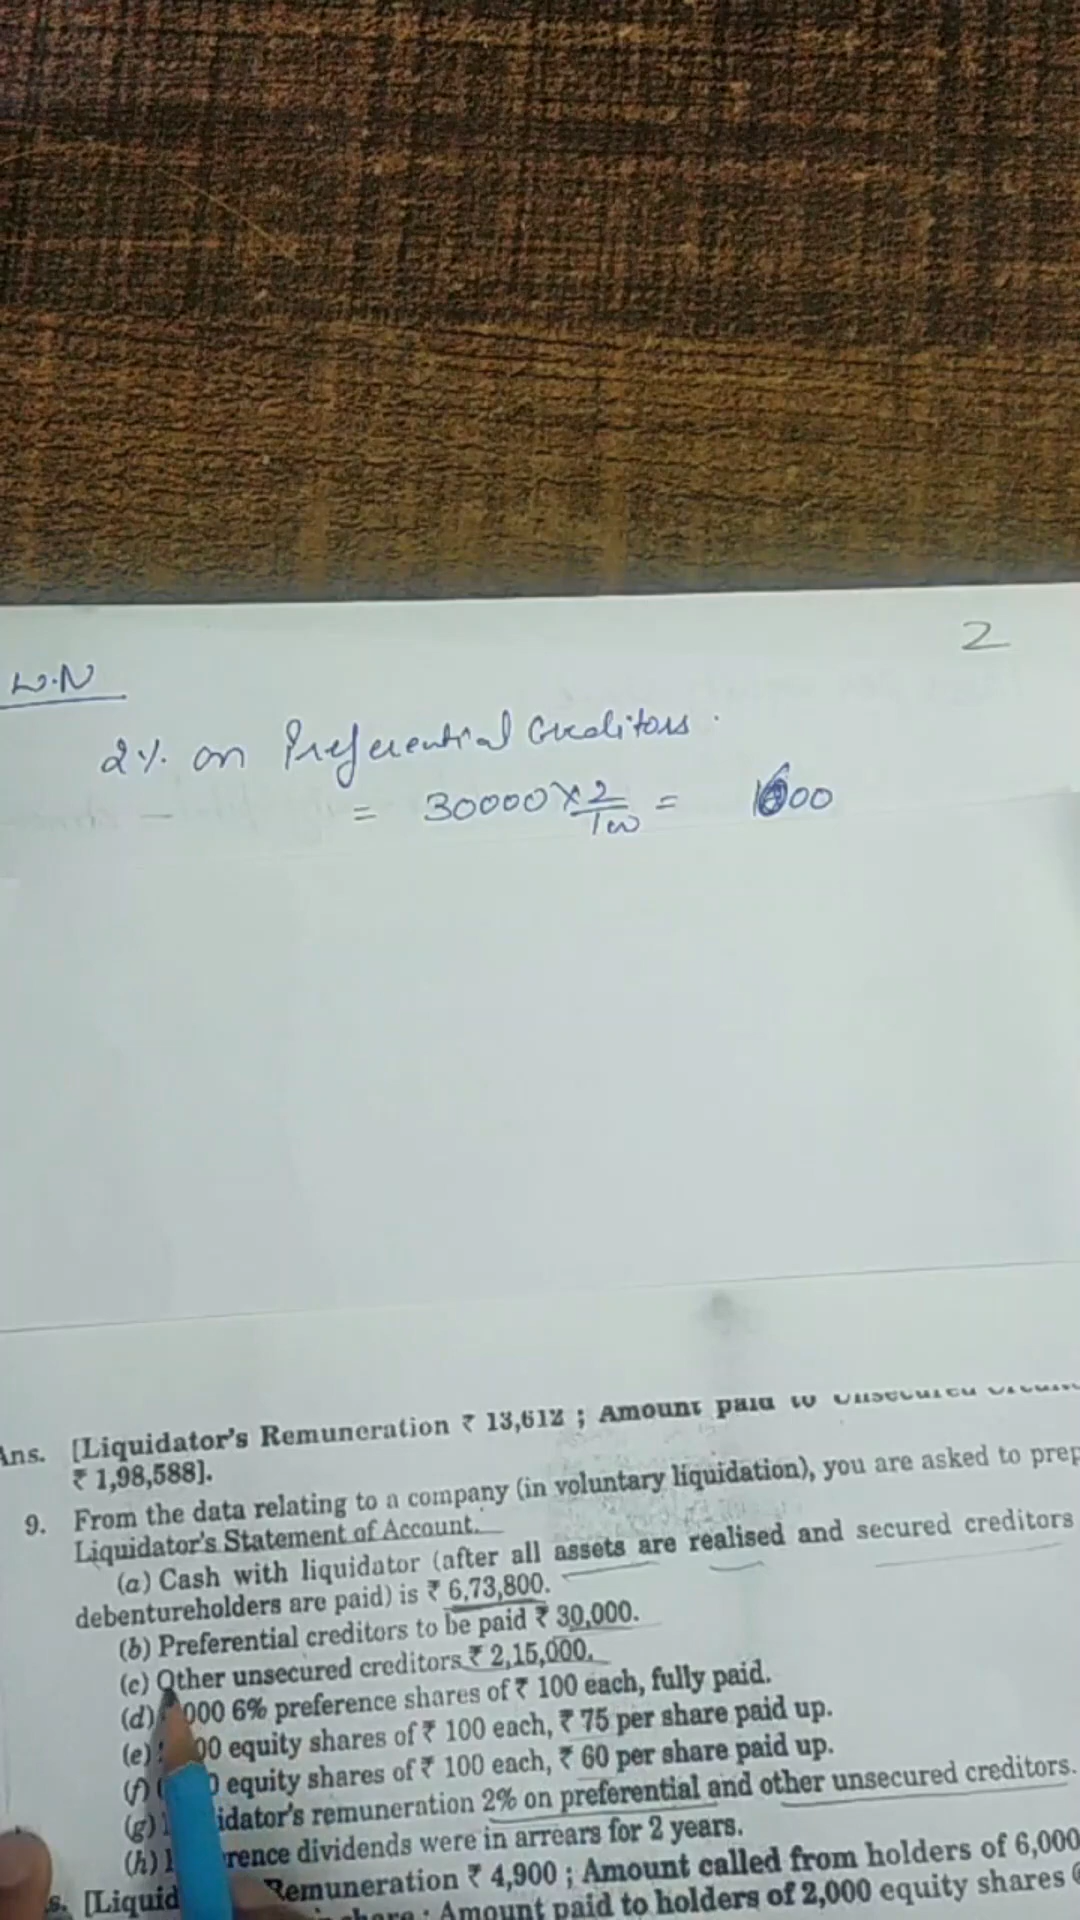 2
W.N
2% on Preferential Creditors.
= 30000 × 2/100 = 00
Ans. [Liquidator's Remuneration ₹ 13,612 ; Amount paid to Unsecured
₹ 1,98,588].
9. From the data relating to a company (in voluntary liquidation), you are asked to prep
Liquidator's Statement of Account.
(a) Cash with liquidator (after all assets are realised and secured creditors
debentureholders are paid) is ₹ 6,73,800.
(b) Preferential creditors to be paid ₹ 30,000.
(c) Other unsecured creditors ₹ 2,15,000.
(d) 000 6% preference shares of ₹ 100 each, fully paid.
(e) 00 equity shares of ₹ 100 each, ₹ 75 per share paid up.
(f) 0 equity shares of ₹ 100 each, ₹ 60 per share paid up.
(g) idator's remuneration 2% on preferential and other unsecured creditors.
(h) rence dividends were in arrears for 2 years.
s. [Liquid Remuneration ₹ 4,900 ; Amount called from holders of 6,000
share ; Amount paid to holders of 2,000 equity shares @